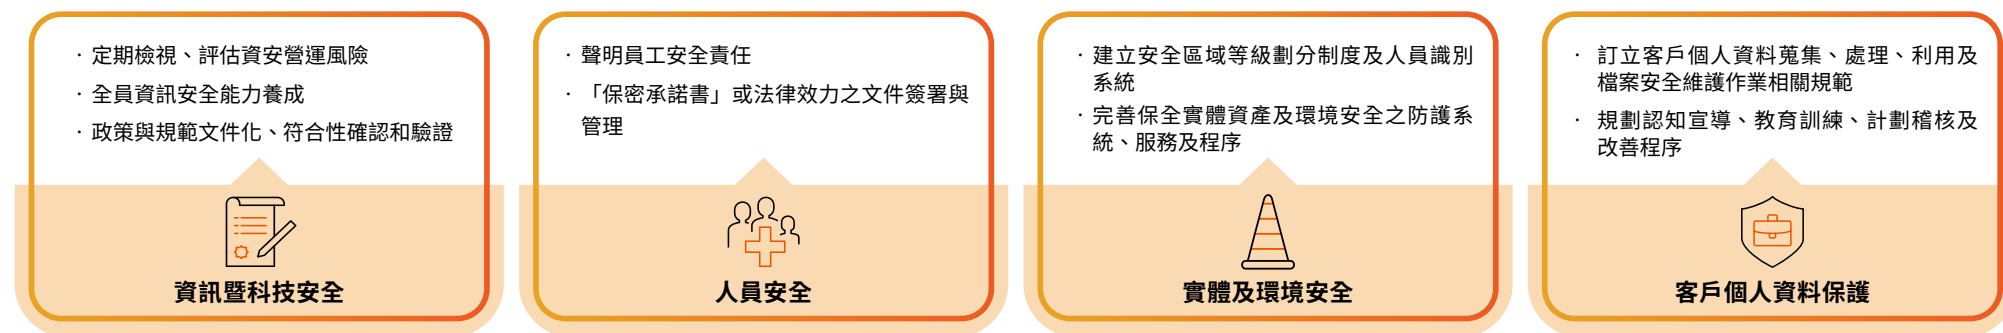 · 定期檢視、評估資安營運風險
· 全員資訊安全能力養成
· 政策與規範文件化、符合性確認和驗證
資訊暨科技安全
· 聲明員工安全責任
· 「保密承諾書」或法律效力之文件簽署與
管理
人員安全
· 建立安全區域等級劃分制度及人員識別
系統
· 完善保全實體資產及環境安全之防護系
統、服務及程序
實體及環境安全
· 訂立客戶個人資料蒐集、處理、利用及
檔案安全維護作業相關規範
· 規劃認知宣導、教育訓練、計劃稽核及
改善程序
客戶個人資料保護